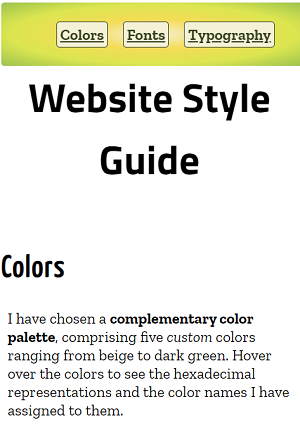 Colors Fonts Typography
Website Style
Guide
Colors
I have chosen a complementary color
palette, comprising five custom colors
ranging from beige to dark green. Hover
over the colors to see the hexadecimal
representations and the color names I have
assigned to them.